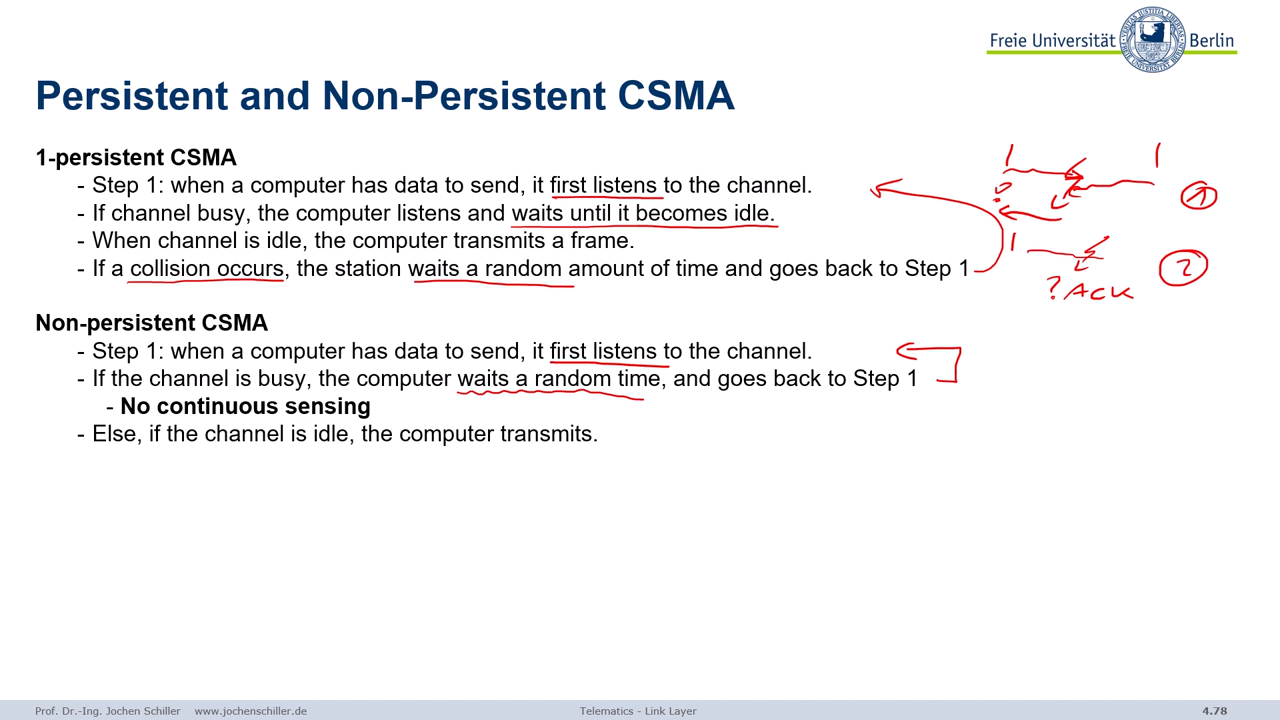 Freie Universität Berlin
Persistent and Non-Persistent CSMA
1-persistent CSMA
- Step 1: when a computer has data to send, it first listens to the channel.
- If channel busy, the computer listens and waits until it becomes idle.
- When channel is idle, the computer transmits a frame.
- If a collision occurs, the station waits a random amount of time and goes back to Step 1
1
2
? ACK
Non-persistent CSMA
- Step 1: when a computer has data to send, it first listens to the channel.
- If the channel is busy, the computer waits a random time, and goes back to Step 1
- No continuous sensing
- Else, if the channel is idle, the computer transmits.
Prof. Dr.-Ing. Jochen Schiller www.jochenschiller.de Telematics - Link Layer 4.78